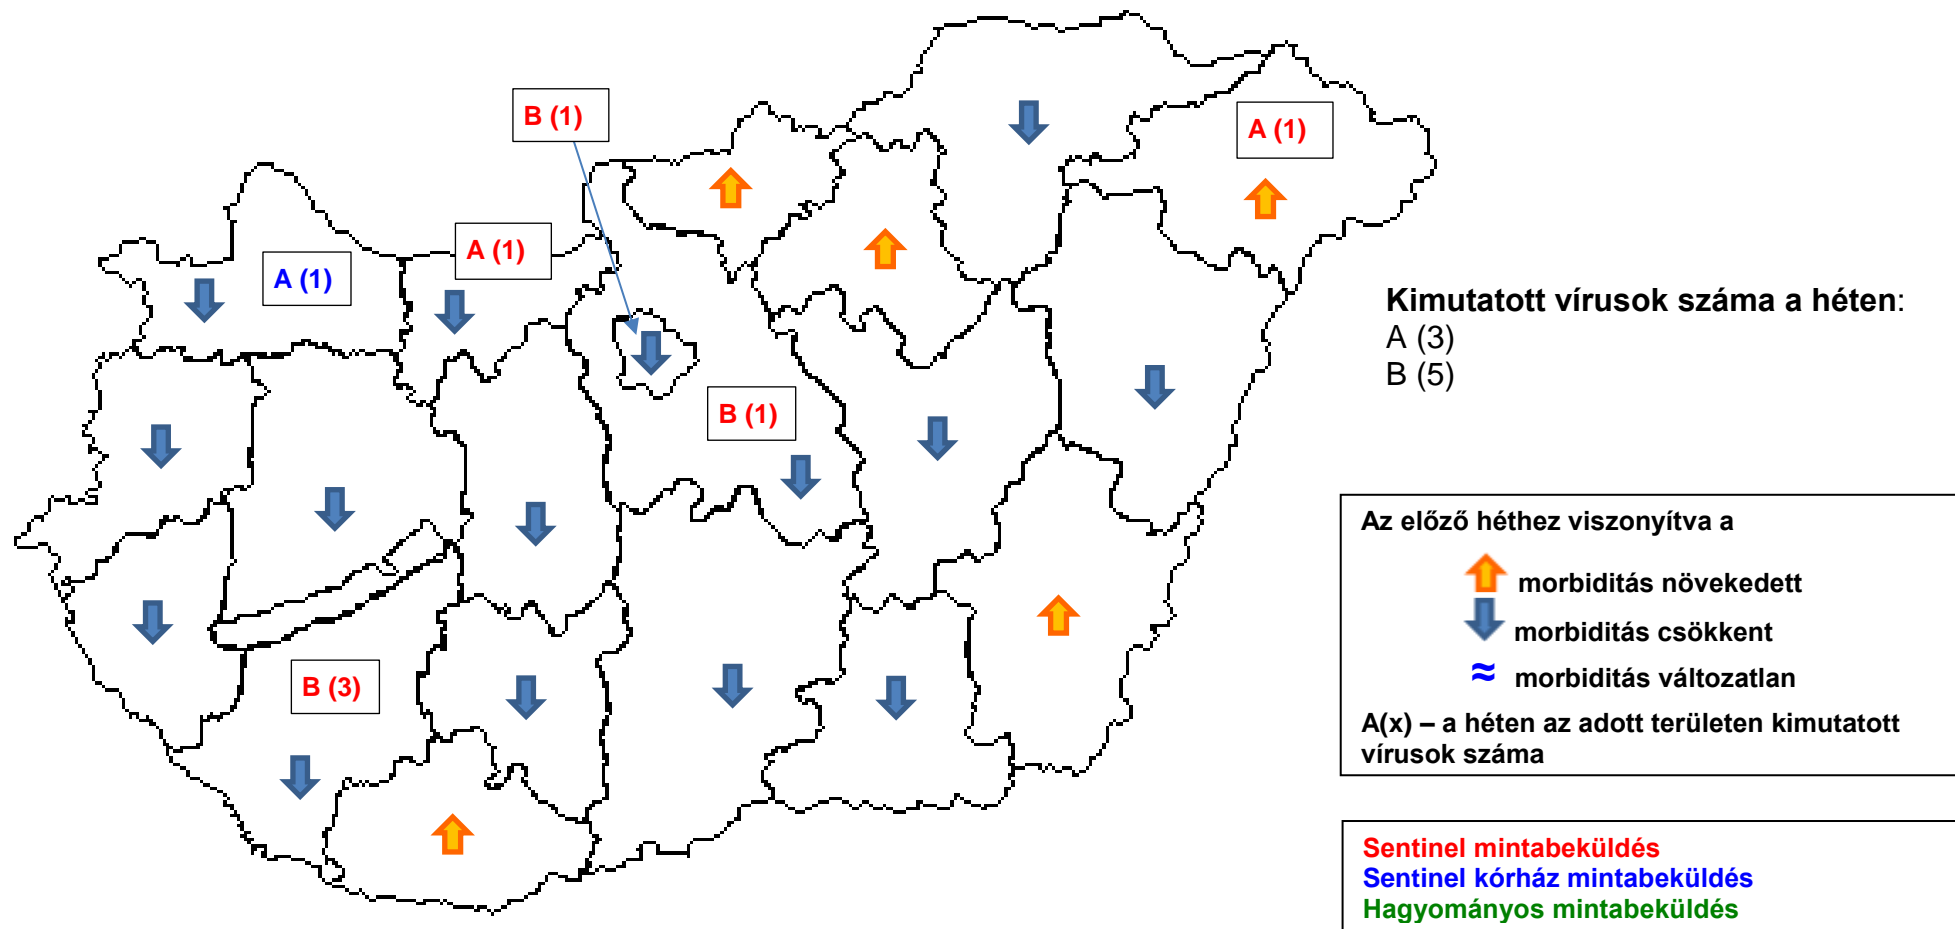 B (1)
A (1)
A (1)
A (1)
B (1)
B (3)
Kimutatott vírusok száma a héten:
A (3)
B (5)
Az előző héthez viszonyítva a
morbiditás növekedett
morbiditás csökkent
≈ morbiditás változatlan
A(x) – a héten az adott területen kimutatott
vírusok száma
Sentinel mintabeküldés
Sentinel kórház mintabeküldés
Hagyományos mintabeküldés